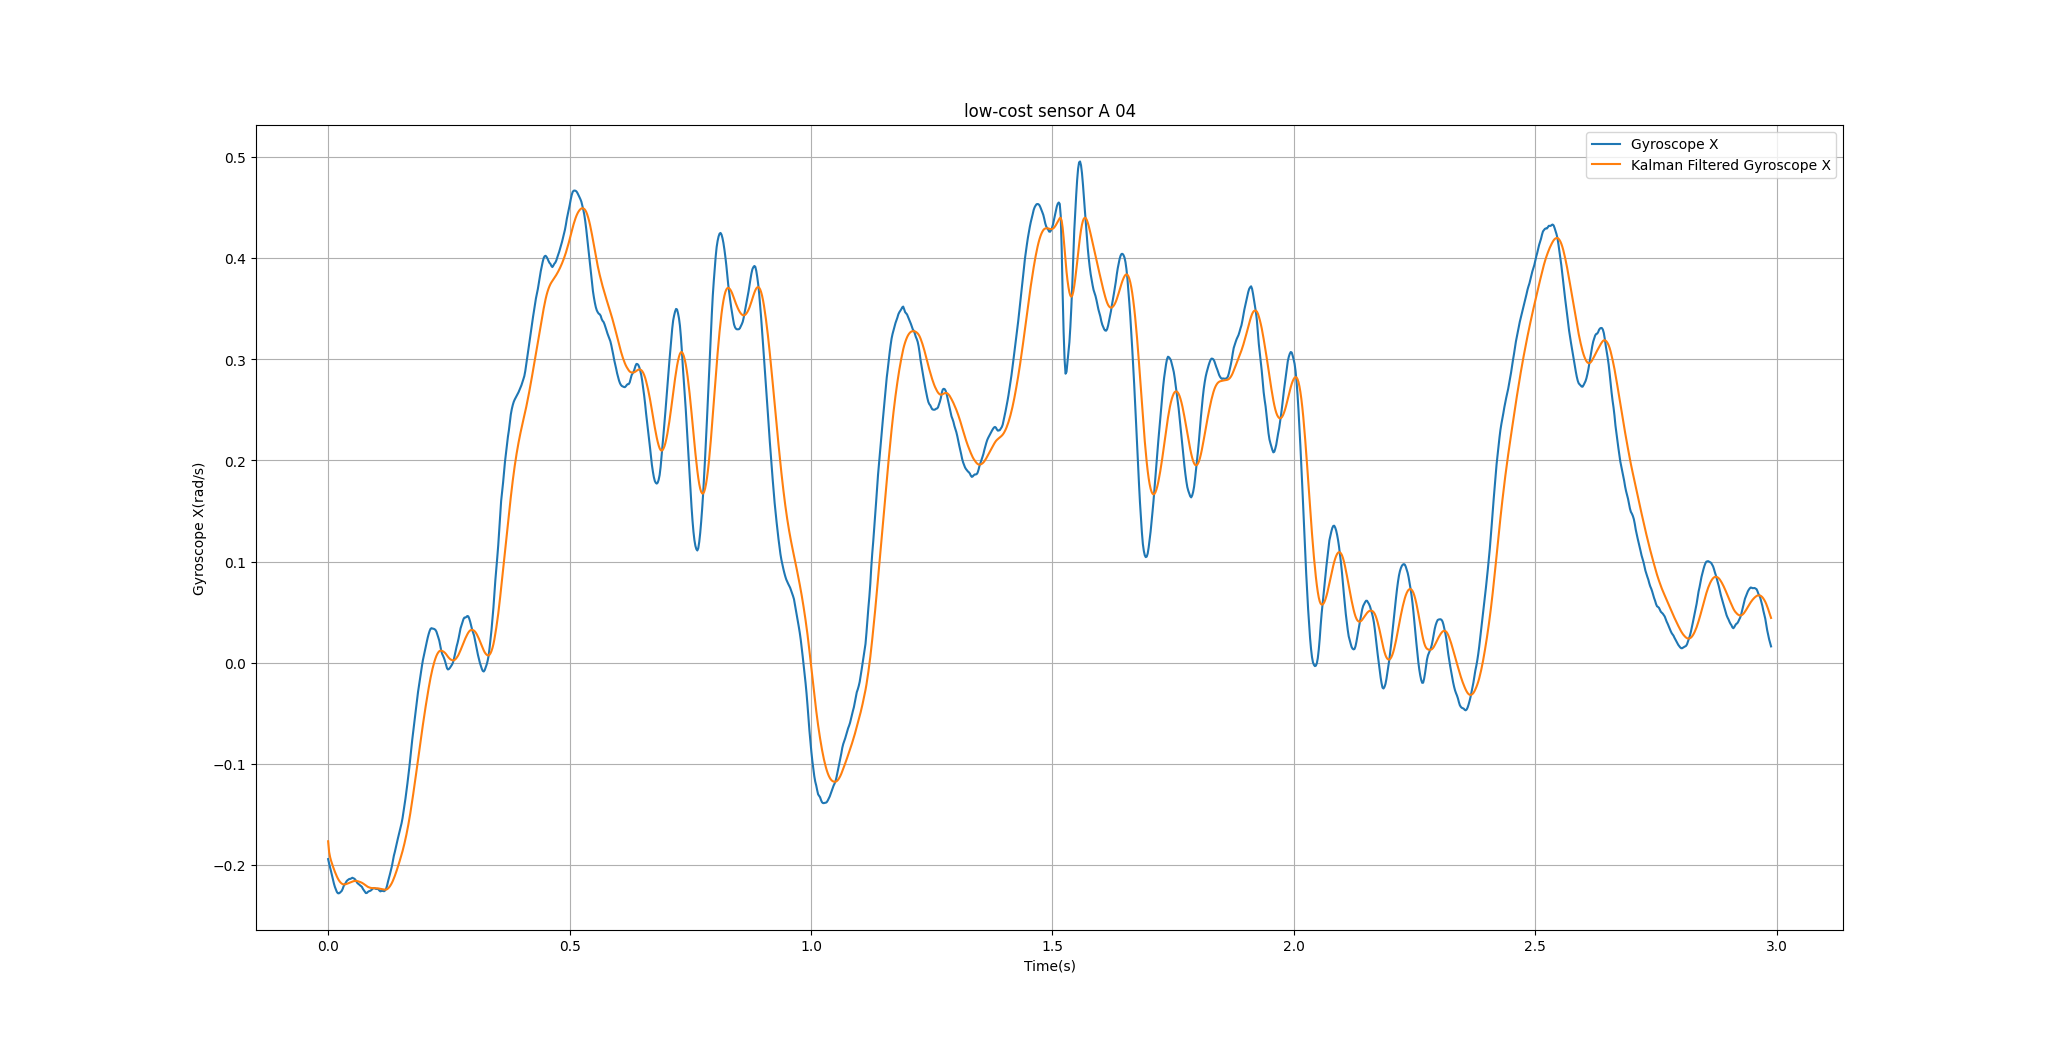 low-cost sensor A 04
Gyroscope X
Kalman Filtered Gyroscope X
Gyroscope X(rad/s)
0.5
0.4
0.3
0.2
0.1
0.0
−0.1
−0.2
0.0 0.5 1.0 1.5 2.0 2.5 3.0
Time(s)